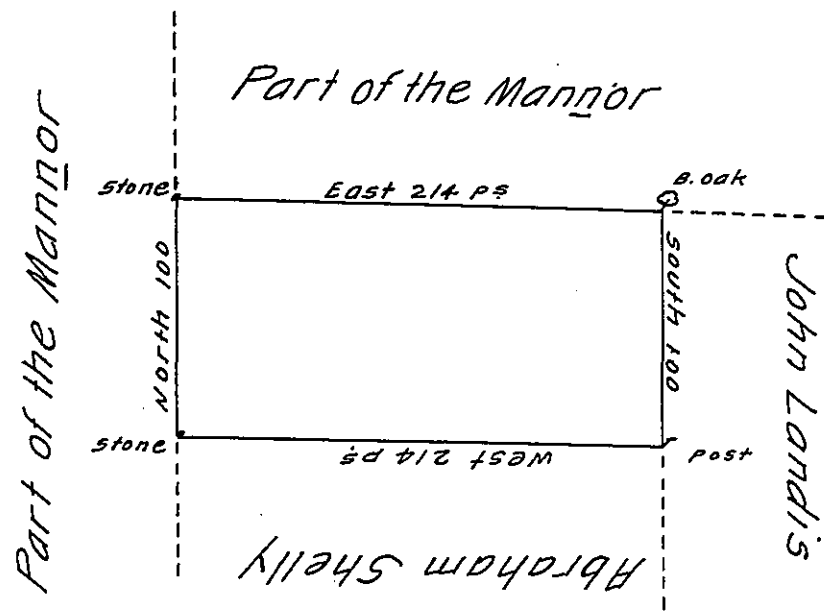 Part of the Mannor
Part of the Mannor
Stone
East 214 ps
B. Oak
North 100
South 100
John Landis
Stone
West 214 ps
Post
Abraham Shelly